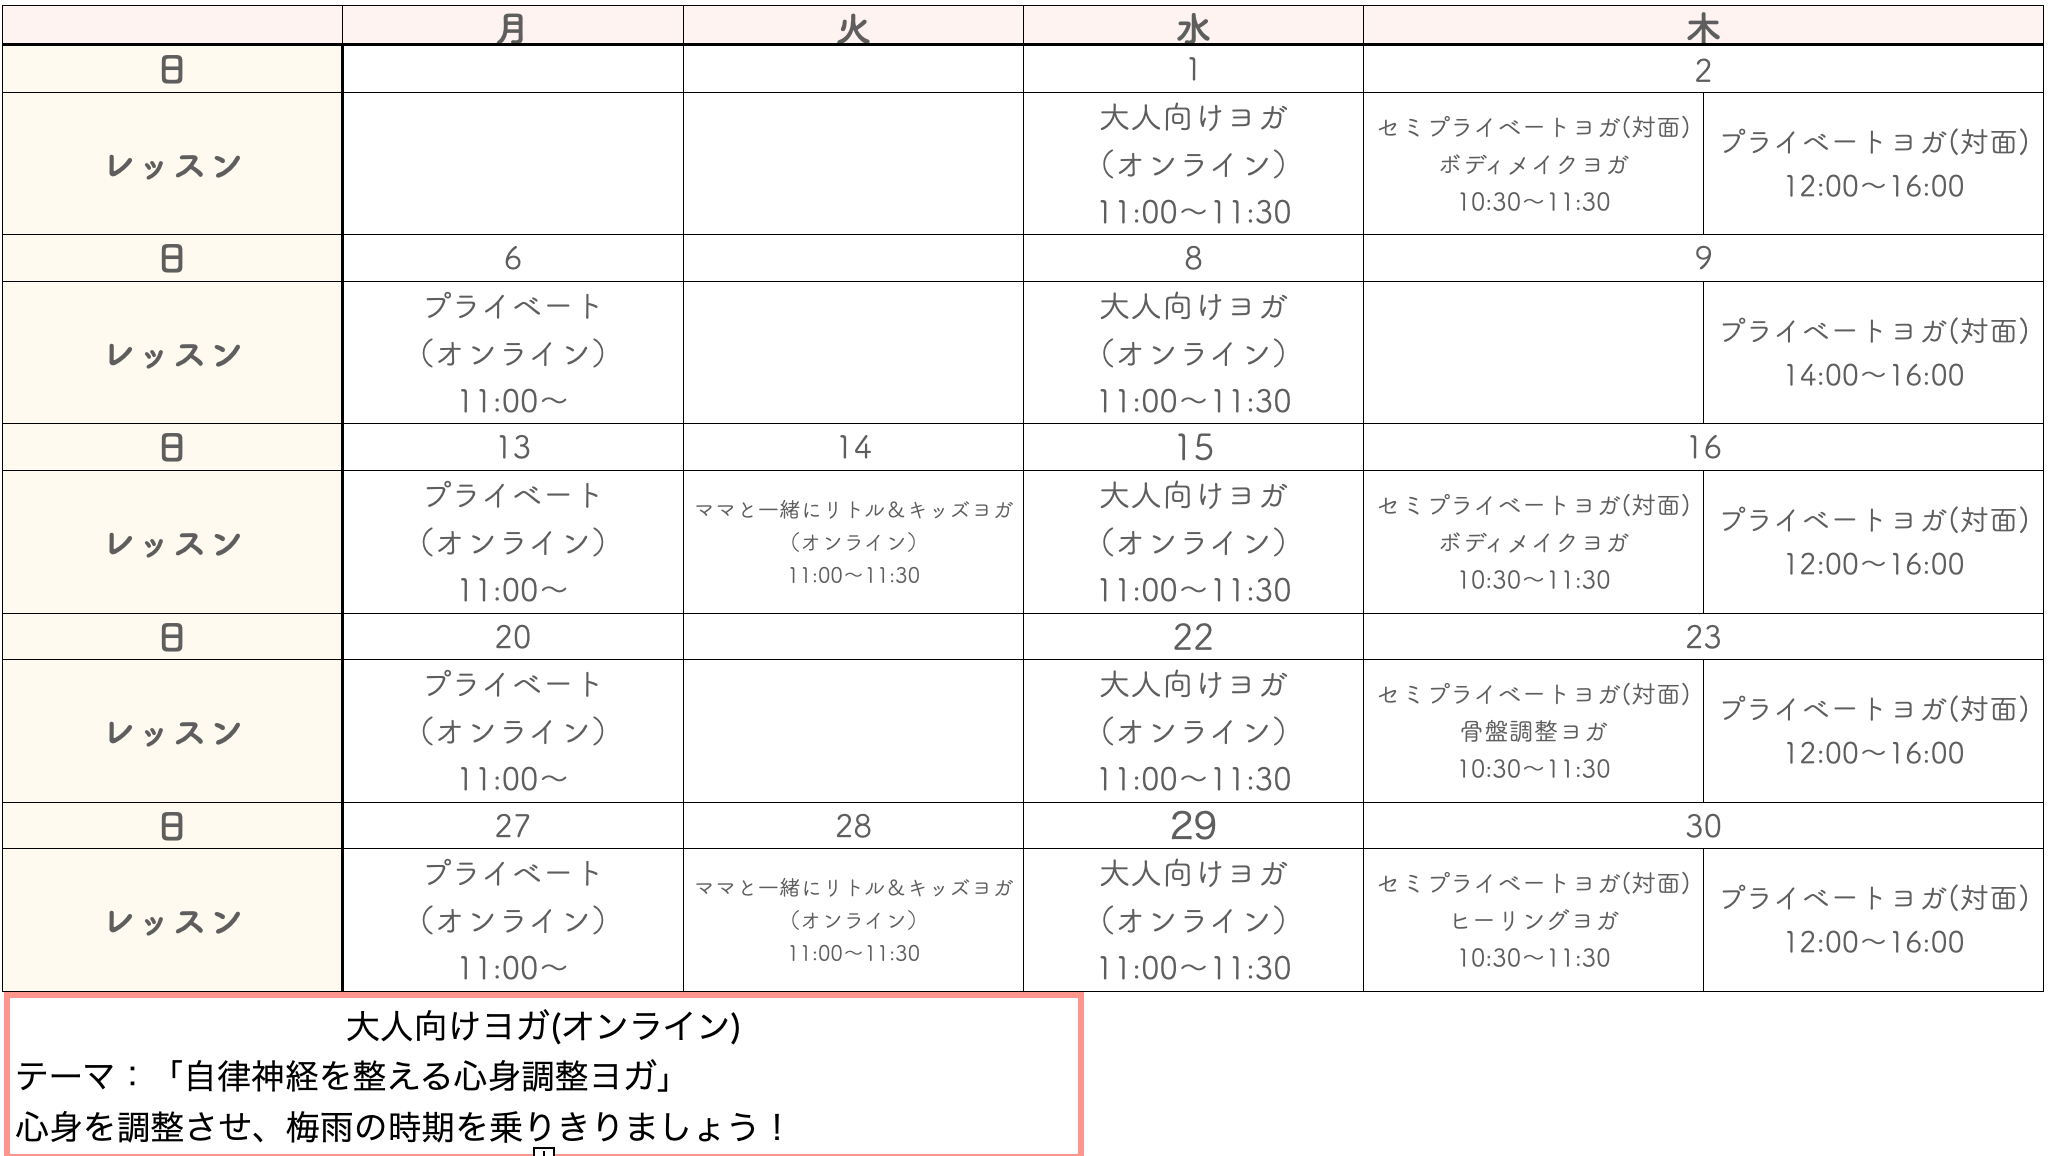 月 火 水 木
日 1 2
レッスン
大人向けヨガ
（オンライン）
11:00〜11:30
セミプライベートヨガ(対面)
ボディメイクヨガ
10:30〜11:30
プライベートヨガ(対面)
12:00〜16:00
日 6 8 9
レッスン
プライベート
（オンライン）
11:00〜
大人向けヨガ
（オンライン）
11:00〜11:30
プライベートヨガ(対面)
14:00〜16:00
日 13 14 15 16
レッスン
プライベート
（オンライン）
11:00〜
ママと一緒にリトル＆キッズヨガ
（オンライン）
11:00〜11:30
大人向けヨガ
（オンライン）
11:00〜11:30
セミプライベートヨガ(対面)
ボディメイクヨガ
10:30〜11:30
プライベートヨガ(対面)
12:00〜16:00
日 20 22 23
レッスン
プライベート
（オンライン）
11:00〜
大人向けヨガ
（オンライン）
11:00〜11:30
セミプライベートヨガ(対面)
骨盤調整ヨガ
10:30〜11:30
プライベートヨガ(対面)
12:00〜16:00
日 27 28 29 30
レッスン
プライベート
（オンライン）
11:00〜
ママと一緒にリトル＆キッズヨガ
（オンライン）
11:00〜11:30
大人向けヨガ
（オンライン）
11:00〜11:30
セミプライベートヨガ(対面)
ヒーリングヨガ
10:30〜11:30
プライベートヨガ(対面)
12:00〜16:00
大人向けヨガ(オンライン)
テーマ：「自律神経を整える心身調整ヨガ」
心身を調整させ、梅雨の時期を乗りきりましょう！